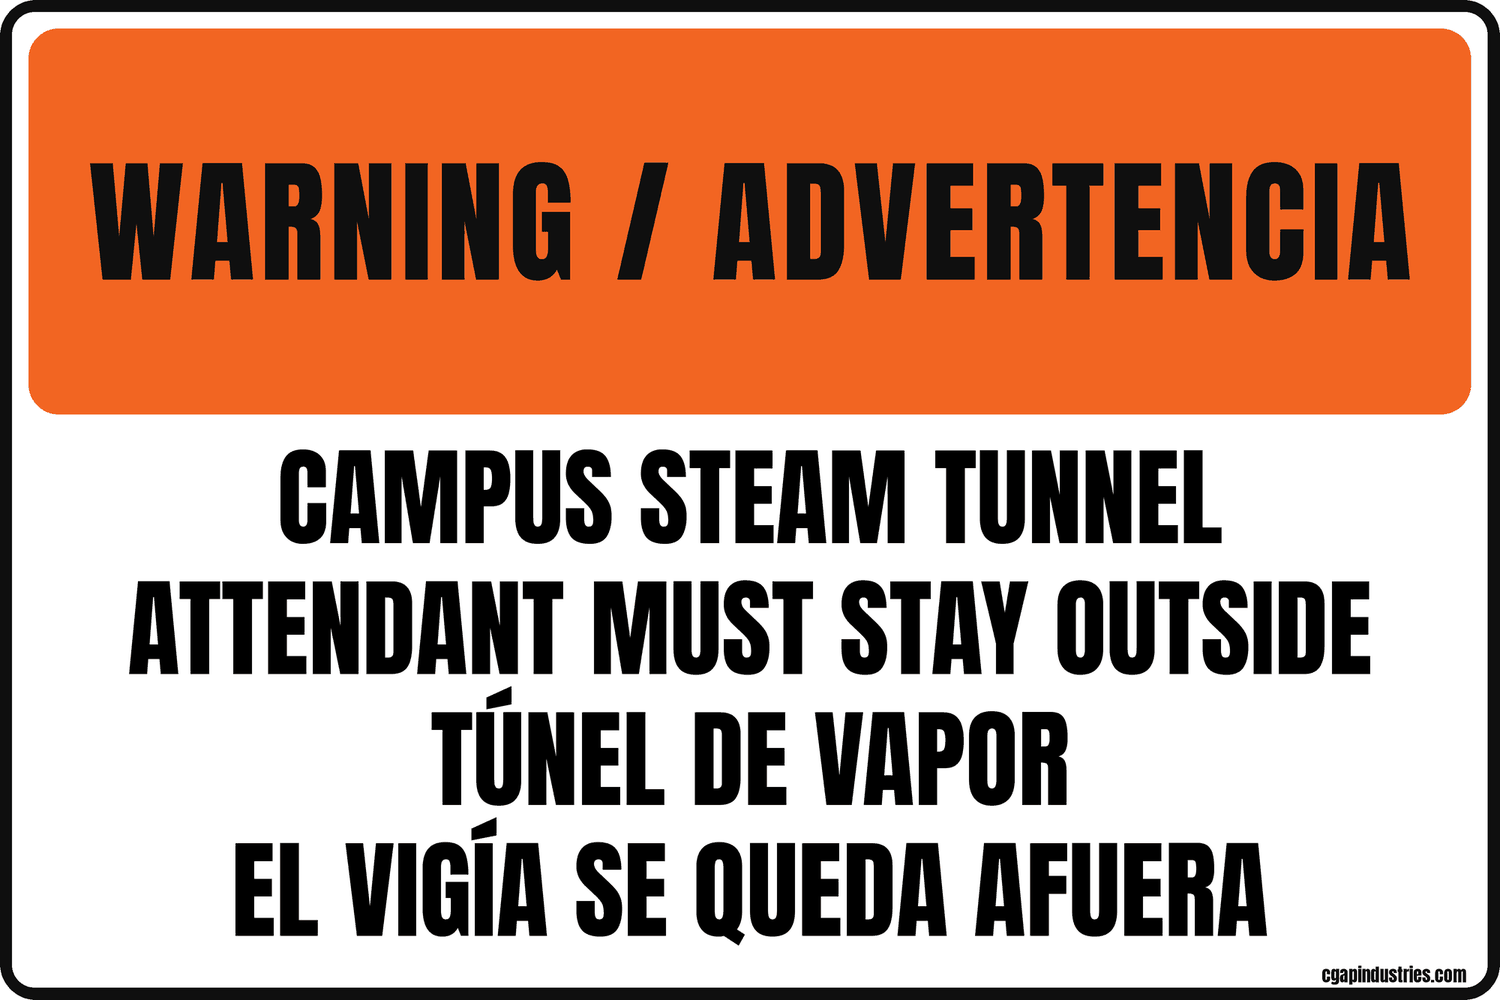 WARNING / ADVERTENCIA
CAMPUS STEAM TUNNEL
ATTENDANT MUST STAY OUTSIDE
TÚNEL DE VAPOR
EL VIGÍA SE QUEDA AFUERA
cgapindustries.com